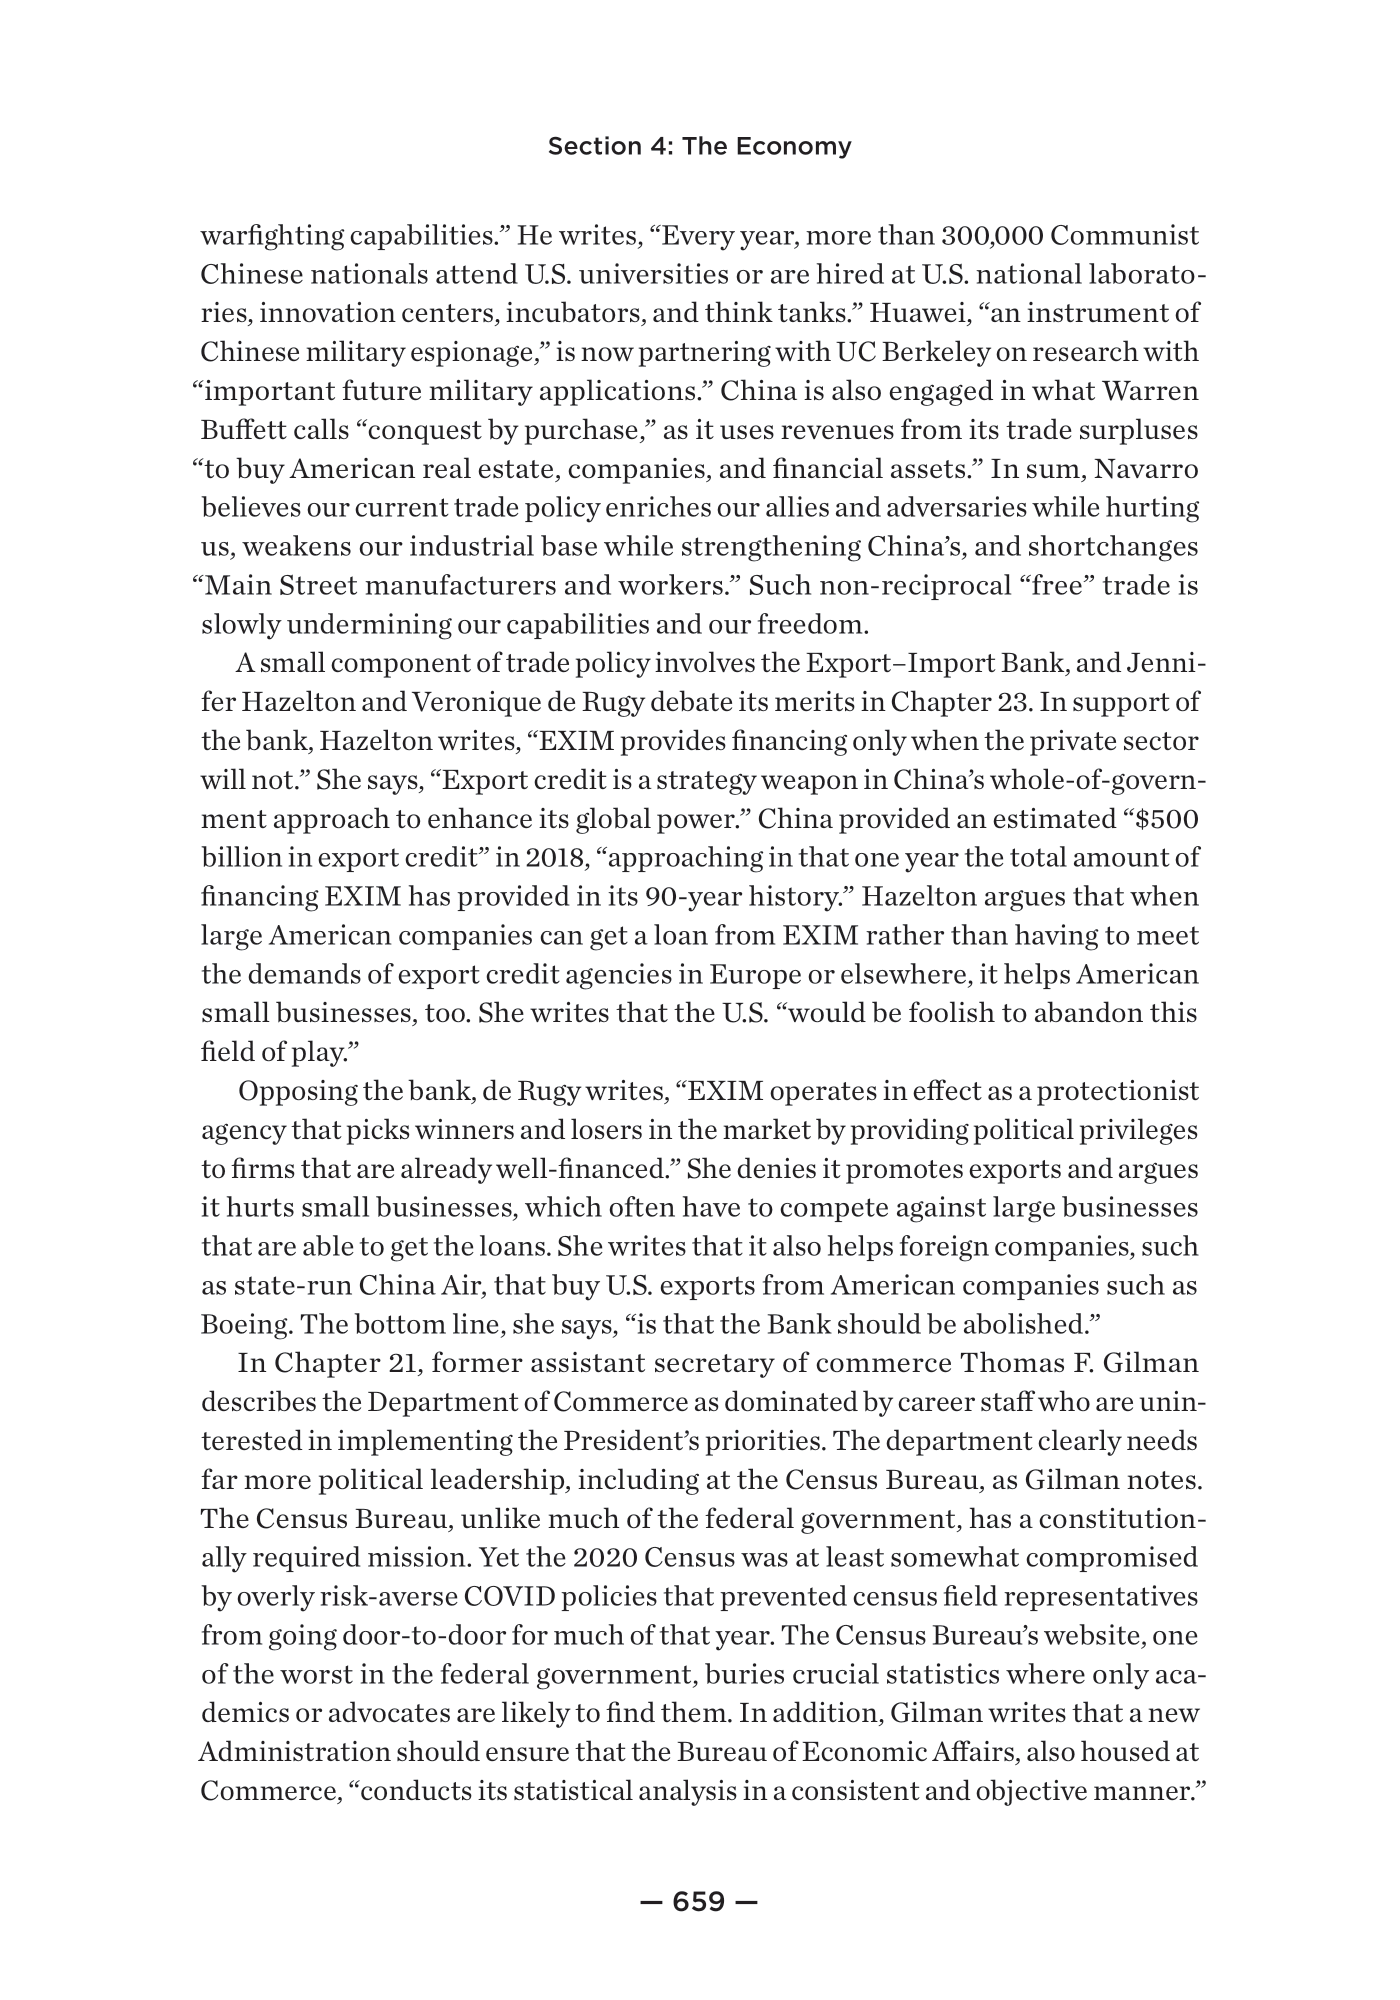 Section 4: The Economy
warfighting capabilities.” He writes, “Every year, more than 300,000 Communist
Chinese nationals attend U.S. universities or are hired at U.S. national laborato-
ries, innovation centers, incubators, and think tanks.” Huawei, “an instrument of
Chinese military espionage,” is now partnering with UC Berkeley on research with
“important future military applications.” China is also engaged in what Warren
Buffett calls “conquest by purchase,” as it uses revenues from its trade surpluses
“to buy American real estate, companies, and financial assets.” In sum, Navarro
believes our current trade policy enriches our allies and adversaries while hurting
us, weakens our industrial base while strengthening China’s, and shortchanges
“Main Street manufacturers and workers.” Such non-reciprocal “free” trade is
slowly undermining our capabilities and our freedom.
A small component of trade policy involves the Export–Import Bank, and Jenni-
fer Hazelton and Veronique de Rugy debate its merits in Chapter 23. In support of
the bank, Hazelton writes, “EXIM provides financing only when the private sector
will not.” She says, “Export credit is a strategy weapon in China’s whole-of-govern-
ment approach to enhance its global power.” China provided an estimated “$500
billion in export credit” in 2018, “approaching in that one year the total amount of
financing EXIM has provided in its 90-year history.” Hazelton argues that when
large American companies can get a loan from EXIM rather than having to meet
the demands of export credit agencies in Europe or elsewhere, it helps American
small businesses, too. She writes that the U.S. “would be foolish to abandon this
field of play.”
Opposing the bank, de Rugy writes, “EXIM operates in effect as a protectionist
agency that picks winners and losers in the market by providing political privileges
to firms that are already well-financed.” She denies it promotes exports and argues
it hurts small businesses, which often have to compete against large businesses
that are able to get the loans. She writes that it also helps foreign companies, such
as state-run China Air, that buy U.S. exports from American companies such as
Boeing. The bottom line, she says, “is that the Bank should be abolished.”
In Chapter 21, former assistant secretary of commerce Thomas F. Gilman
describes the Department of Commerce as dominated by career staff who are unin-
terested in implementing the President’s priorities. The department clearly needs
far more political leadership, including at the Census Bureau, as Gilman notes.
The Census Bureau, unlike much of the federal government, has a constitution-
ally required mission. Yet the 2020 Census was at least somewhat compromised
by overly risk-averse COVID policies that prevented census field representatives
from going door-to-door for much of that year. The Census Bureau’s website, one
of the worst in the federal government, buries crucial statistics where only aca-
demics or advocates are likely to find them. In addition, Gilman writes that a new
Administration should ensure that the Bureau of Economic Affairs, also housed at
Commerce, “conducts its statistical analysis in a consistent and objective manner.”
— 659 —